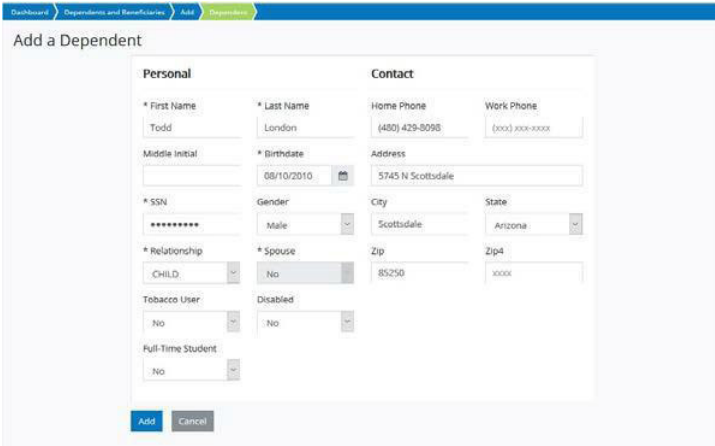 Dashboard Dependents and Beneficiaries Add Dependent
Add a Dependent
Personal Contact
* First Name * Last Name Home Phone Work Phone
Todd London (480) 429-8098 (xxx) xxx-xxxx
Middle Initial * Birthdate Address
08/10/2010 5745 N Scottsdale
* SSN Gender City State
********* Male Scottsdale Arizona
* Relationship * Spouse Zip Zip4
CHILD No 85250 xxxx
Tobacco User Disabled
No No
Full-Time Student
No
Add Cancel